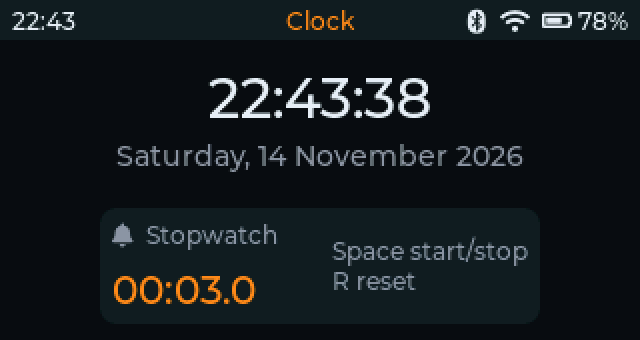 22:43 Clock 78%
22:43:38
Saturday, 14 November 2026
Stopwatch
00:03.0
Space start/stop
R reset